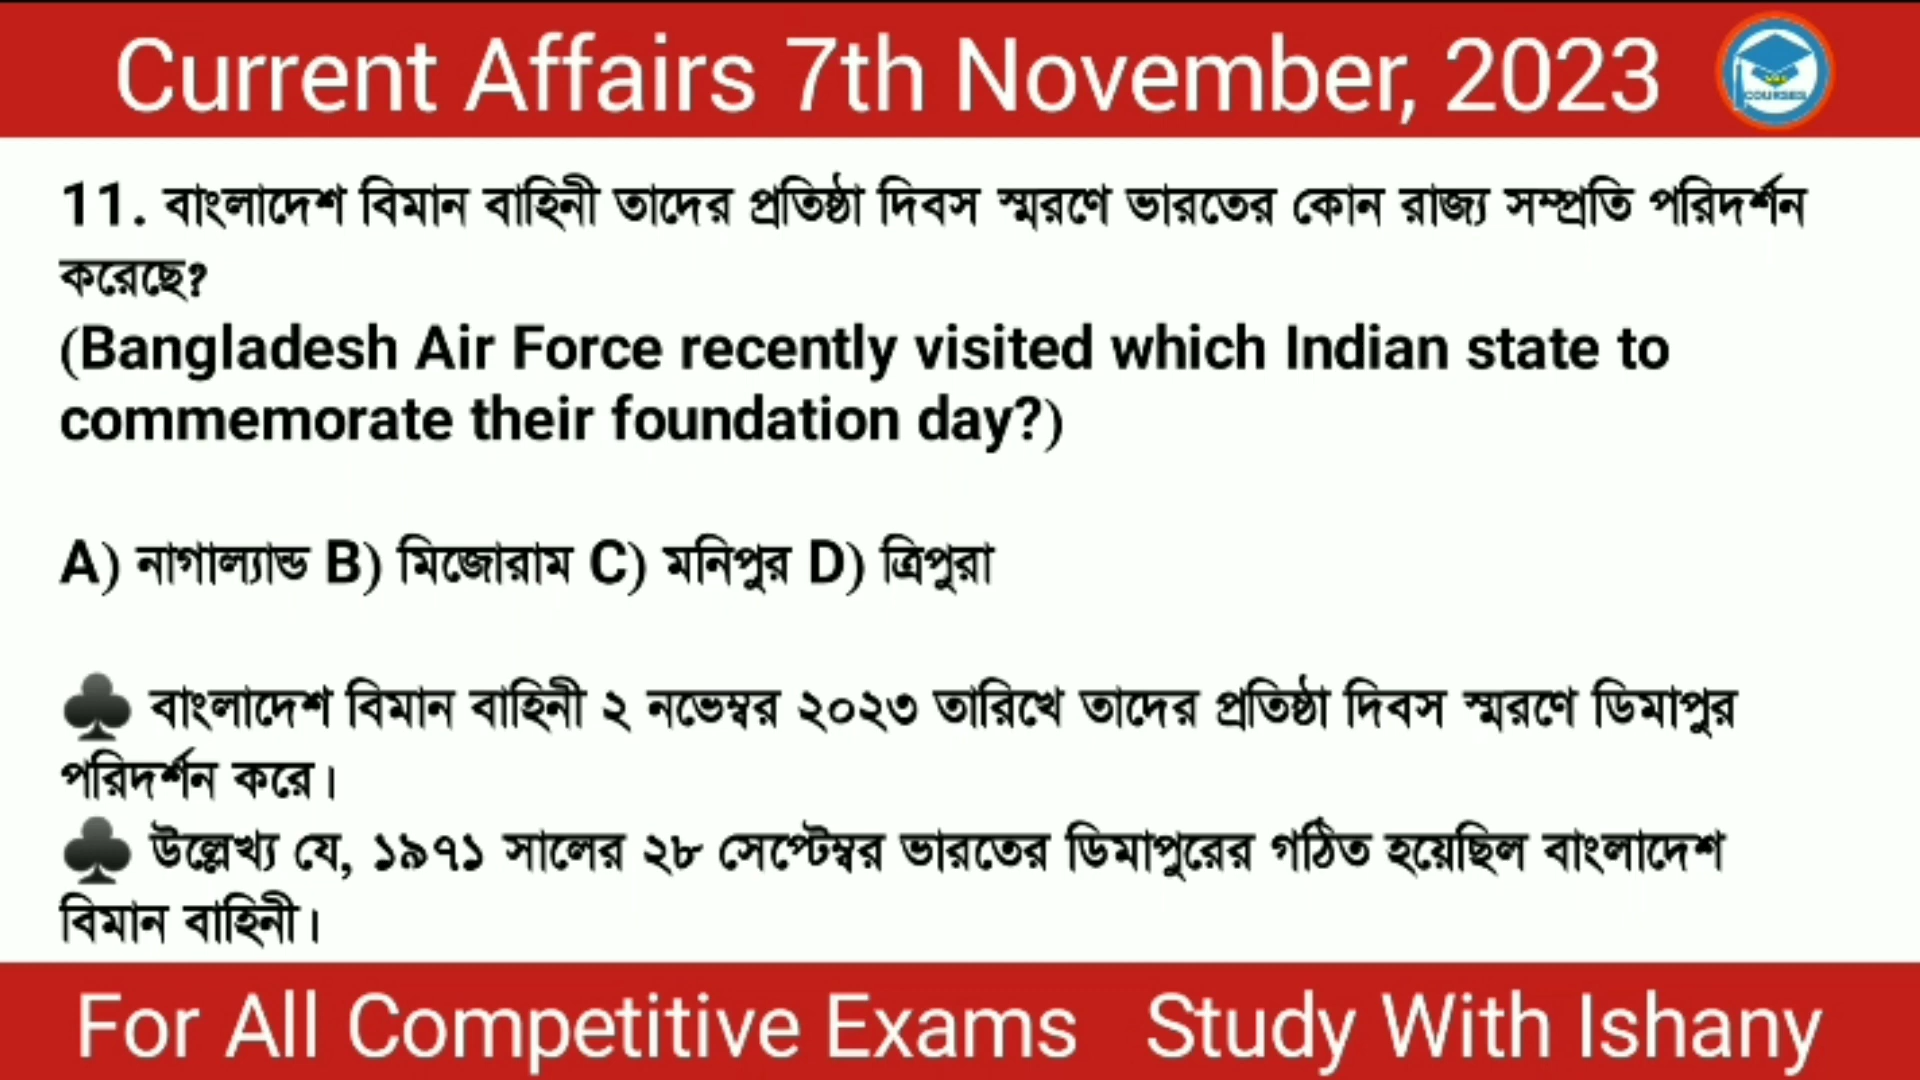 Current Affairs 7th November, 2023
COURSES
11. বাংলাদেশ বিমান বাহিনী তাদের প্রতিষ্ঠা দিবস স্মরণে ভারতের কোন রাজ্য সম্প্রতি পরিদর্শন
করেছে?
(Bangladesh Air Force recently visited which Indian state to
commemorate their foundation day?)
A) নাগাল্যান্ড B) মিজোরাম C) মনিপুর D) ত্রিপুরা
♣ বাংলাদেশ বিমান বাহিনী ২ নভেম্বর ২০২৩ তারিখে তাদের প্রতিষ্ঠা দিবস স্মরণে ডিমাপুর
পরিদর্শন করে।
♣ উল্লেখ্য যে, ১৯৭১ সালের ২৮ সেপ্টেম্বর ভারতের ডিমাপুরের গঠিত হয়েছিল বাংলাদেশ
বিমান বাহিনী।
For All Competitive Exams Study With Ishany